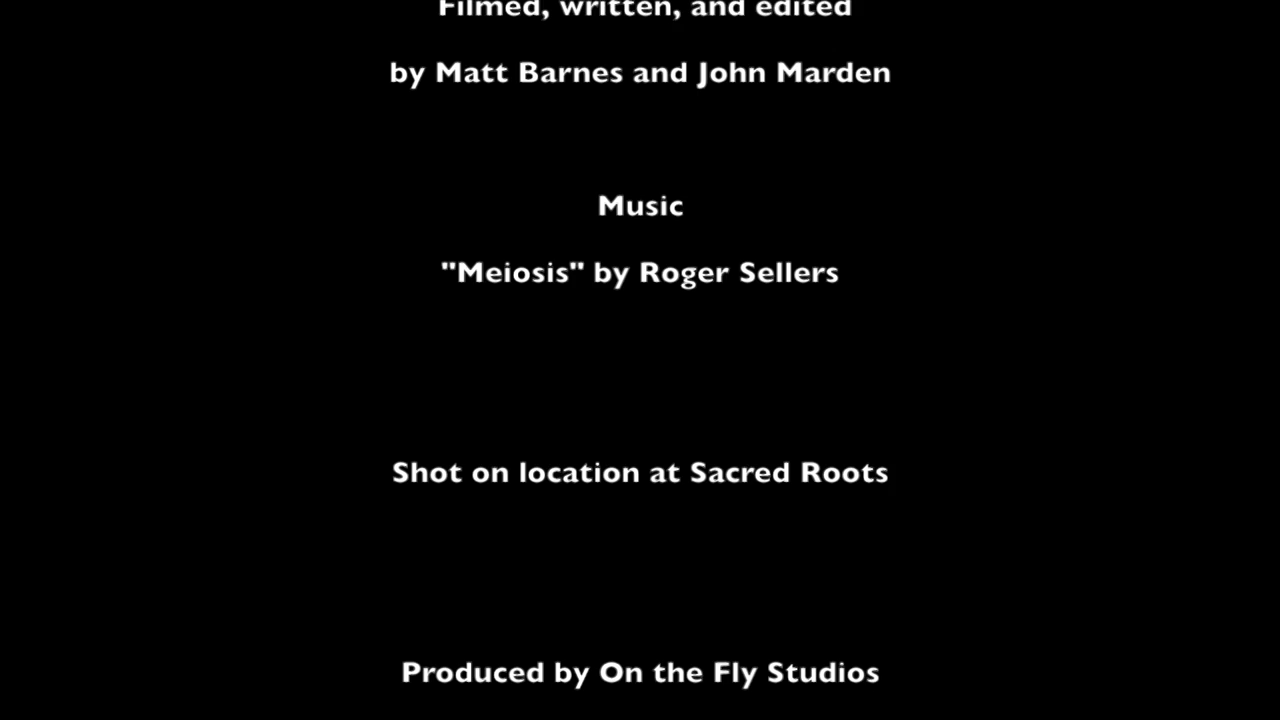 Filmed, written, and edited
by Matt Barnes and John Marden
Music
"Meiosis" by Roger Sellers
Shot on location at Sacred Roots
Produced by On the Fly Studios